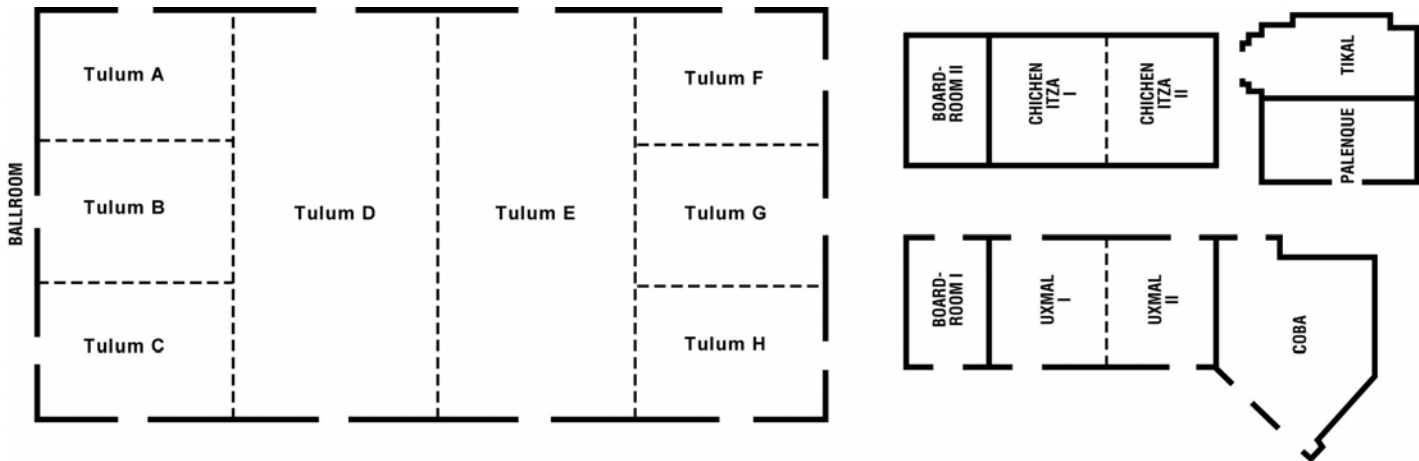 BALLROOM
Tulum A
Tulum B
Tulum C
Tulum D
Tulum E
Tulum F
Tulum G
Tulum H
BOARD-
ROOM II
CHICHEN
ITZA
I
CHICHEN
ITZA
II
TIKAL
PALENQUE
BOARD-
ROOM I
UXMAL
I
UXMAL
II
COBA